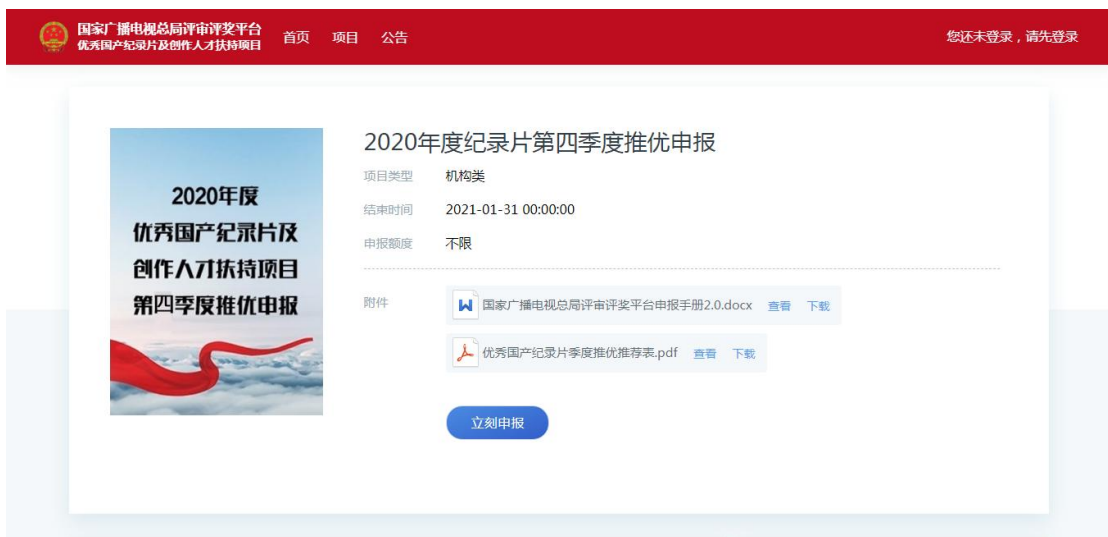 国家广播电视总局评审评奖平台
优秀国产纪录片及创作人才扶持项目
首页 项目 公告
您还未登录，请先登录
2020年度
优秀国产纪录片及
创作人才扶持项目
第四季度推优申报
2020年度纪录片第四季度推优申报
项目类型 机构类
结束时间 2021-01-31 00:00:00
申报额度 不限
附件
国家广播电视总局评审评奖平台申报手册2.0.docx 查看 下载
优秀国产纪录片季度推优推荐表.pdf 查看 下载
立刻申报